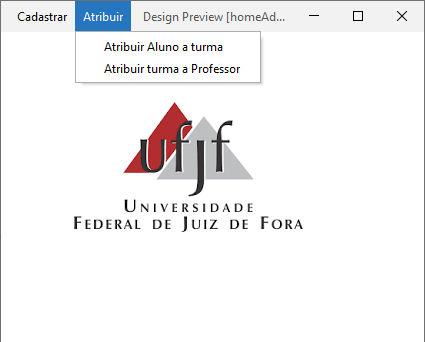 Cadastrar Atribuir Design Preview [homeAd...
Atribuir Aluno a turma
Atribuir turma a Professor
ufjf
UNIVERSIDADE
FEDERAL DE JUIZ DE FORA